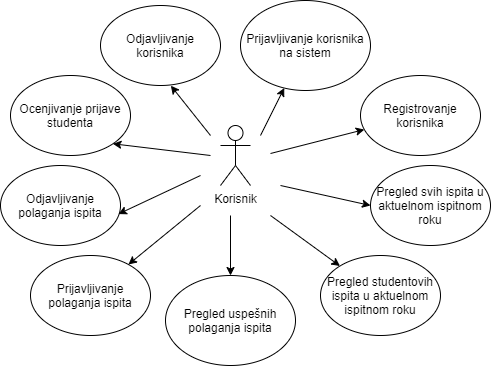 Odjavljivanje
korisnika
Prijavljivanje korisnika
na sistem
Ocenjivanje prijave
studenta
Registrovanje
korisnika
Korisnik
Odjavljivanje
polaganja ispita
Pregled svih ispita u
aktuelnom ispitnom
roku
Prijavljivanje
polaganja ispita
Pregled uspešnih
polaganja ispita
Pregled studentovih
ispita u aktuelnom
ispitnom roku